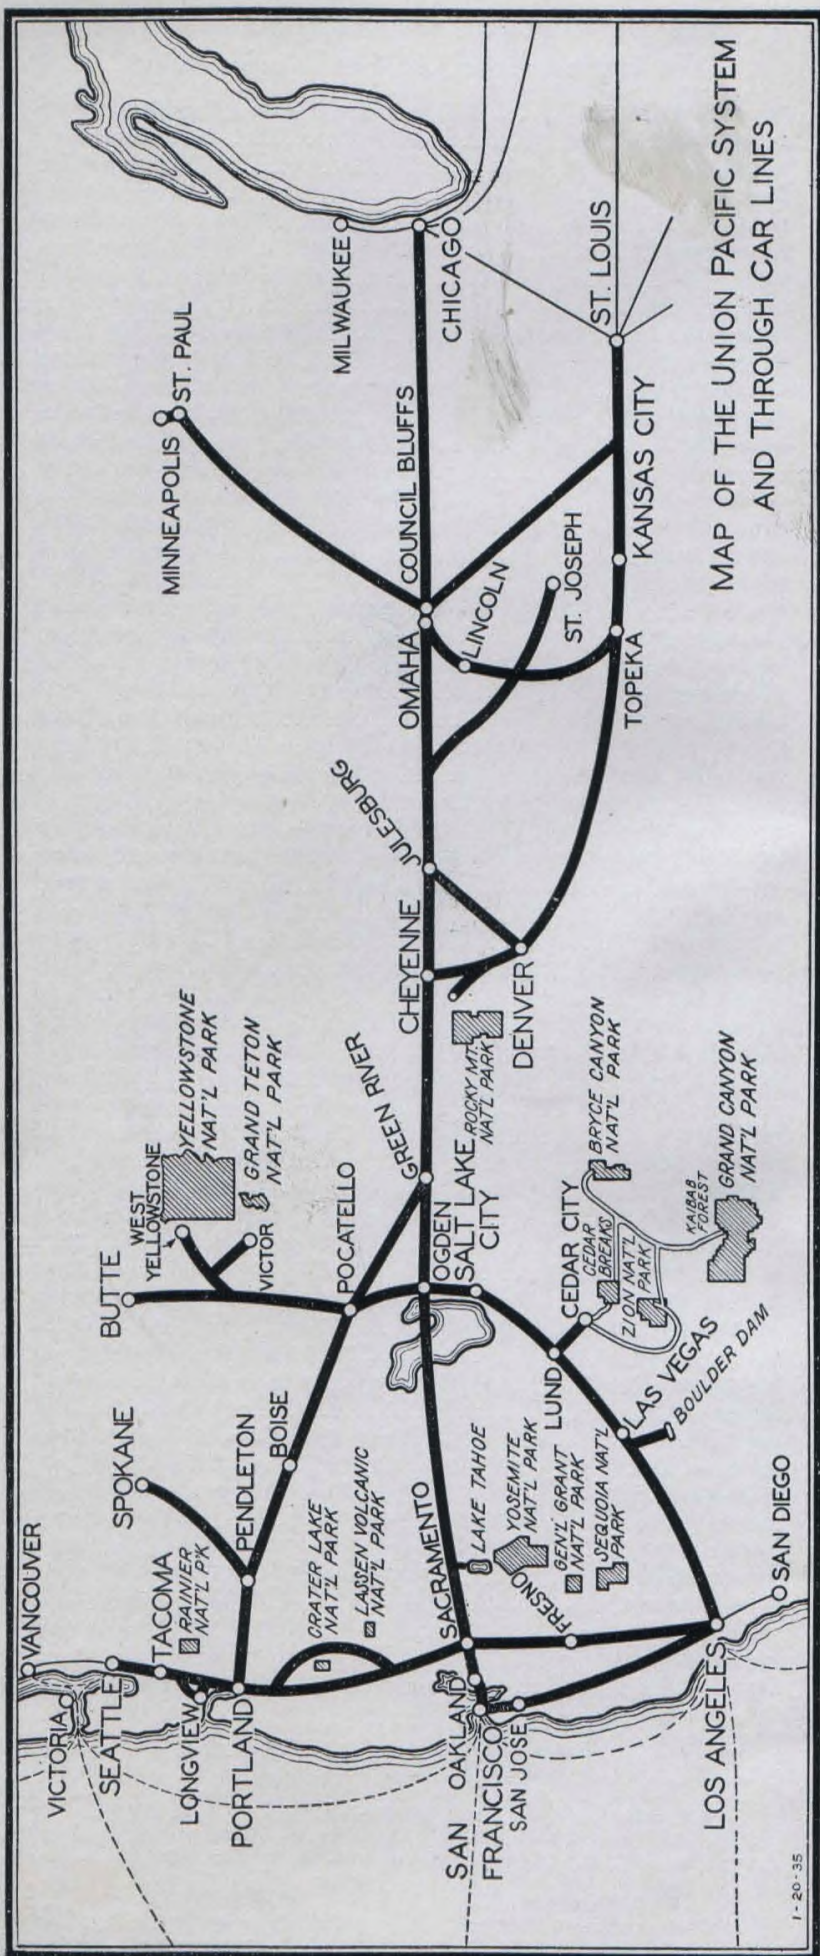 VANCOUVER
VICTORIA
SEATTLE
TACOMA
RAINIER
NAT'L P'K
LONGVIEW
PORTLAND
SPOKANE
PENDLETON
BOISE
BUTTE
WEST
YELLOWSTONE
YELLOWSTONE
NAT'L PARK
GRAND TETON
NAT'L PARK
VICTOR
POCATELLO
GREEN RIVER
CRATER LAKE
NAT'L PARK
LASSEN VOLCANIC
NAT'L PARK
SACRAMENTO
OAKLAND
SAN
FRANCISCO
SAN JOSE
LAKE TAHOE
YOSEMITE
NAT'L PARK
FRESNO
GEN'L GRANT
NAT'L PARK
SEQUOIA NAT'L
PARK
LOS ANGELES
SAN DIEGO
OGDEN
SALT LAKE
CITY
LUND
CEDAR CITY
CEDAR
BREAKS
ZION NAT'L
PARK
BRYCE CANYON
NAT'L PARK
KAIBAB
FOREST
GRAND CANYON
NAT'L PARK
LAS VEGAS
BOULDER DAM
CHEYENNE
ROCKY MT.
NAT'L PARK
DENVER
JULESBURG
OMAHA
COUNCIL BLUFFS
LINCOLN
ST. JOSEPH
TOPEKA
KANSAS CITY
MINNEAPOLIS
ST. PAUL
MILWAUKEE
CHICAGO
ST. LOUIS
MAP OF THE UNION PACIFIC SYSTEM
AND THROUGH CAR LINES
1-20-35